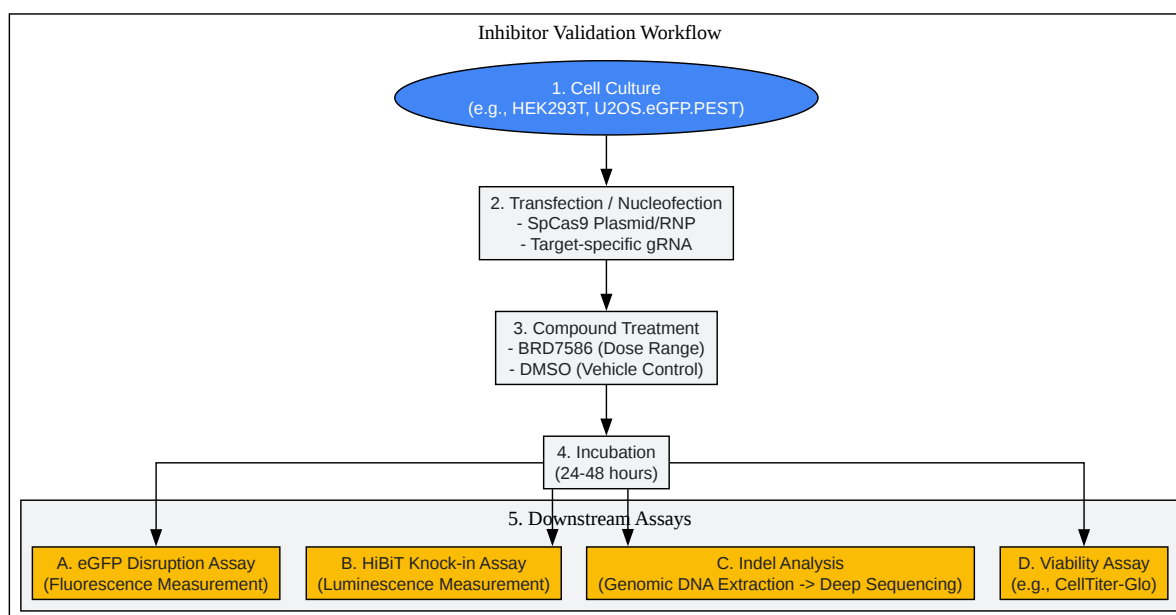 Inhibitor Validation Workflow
1. Cell Culture
(e.g., HEK293T, U2OS.eGFP.PEST)
2. Transfection / Nucleofection
- SpCas9 Plasmid/RNP
- Target-specific gRNA
3. Compound Treatment
- BRD7586 (Dose Range)
- DMSO (Vehicle Control)
4. Incubation
(24-48 hours)
5. Downstream Assays
A. eGFP Disruption Assay
(Fluorescence Measurement)
B. HiBiT Knock-in Assay
(Luminescence Measurement)
C. Indel Analysis
(Genomic DNA Extraction -> Deep Sequencing)
D. Viability Assay
(e.g., CellTiter-Glo)